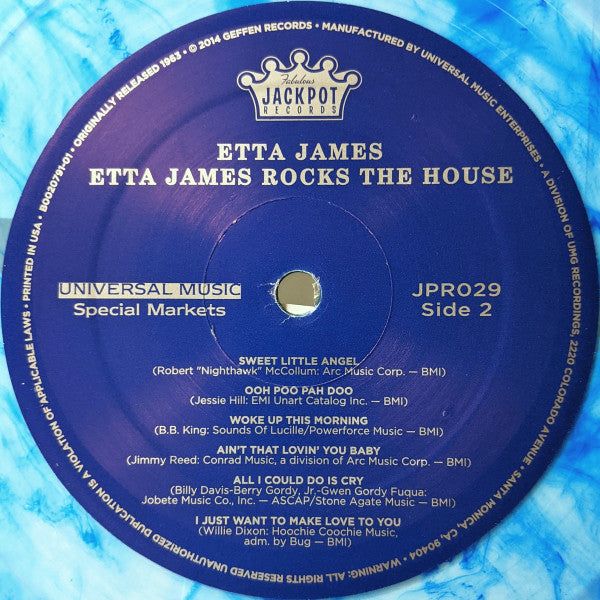 ORIGINALLY RELEASED 1963 • © 2014 GEFFEN RECORDS • MANUFACTURED BY UNIVERSAL MUSIC ENTERPRISES • A DIVISION OF UMG RECORDINGS, 2220 COLORADO AVENUE • SANTA MONICA, CA, 90404 • WARNING: ALL RIGHTS RESERVED UNAUTHORIZED DUPLICATION IS A VIOLATION OF APPLICABLE LAWS • PRINTED IN USA • B0020791-01 •
Fabulous
JACKPOT
RECORDS
ETTA JAMES
ETTA JAMES ROCKS THE HOUSE
UNIVERSAL MUSIC
Special Markets
JPR029
Side 2
SWEET LITTLE ANGEL
(Robert "Nighthawk" McCollum: Arc Music Corp. — BMI)
OOH POO PAH DOO
(Jessie Hill: EMI Unart Catalog Inc. — BMI)
WOKE UP THIS MORNING
(B.B. King: Sounds Of Lucille/Powerforce Music — BMI)
AIN'T THAT LOVIN' YOU BABY
(Jimmy Reed: Conrad Music, a division of Arc Music Corp. — BMI)
ALL I COULD DO IS CRY
(Billy Davis-Berry Gordy, Jr.-Gwen Gordy Fuqua:
Jobete Music Co., Inc. — ASCAP/Stone Agate Music — BMI)
I JUST WANT TO MAKE LOVE TO YOU
(Willie Dixon: Hoochie Coochie Music,
adm. by Bug — BMI)